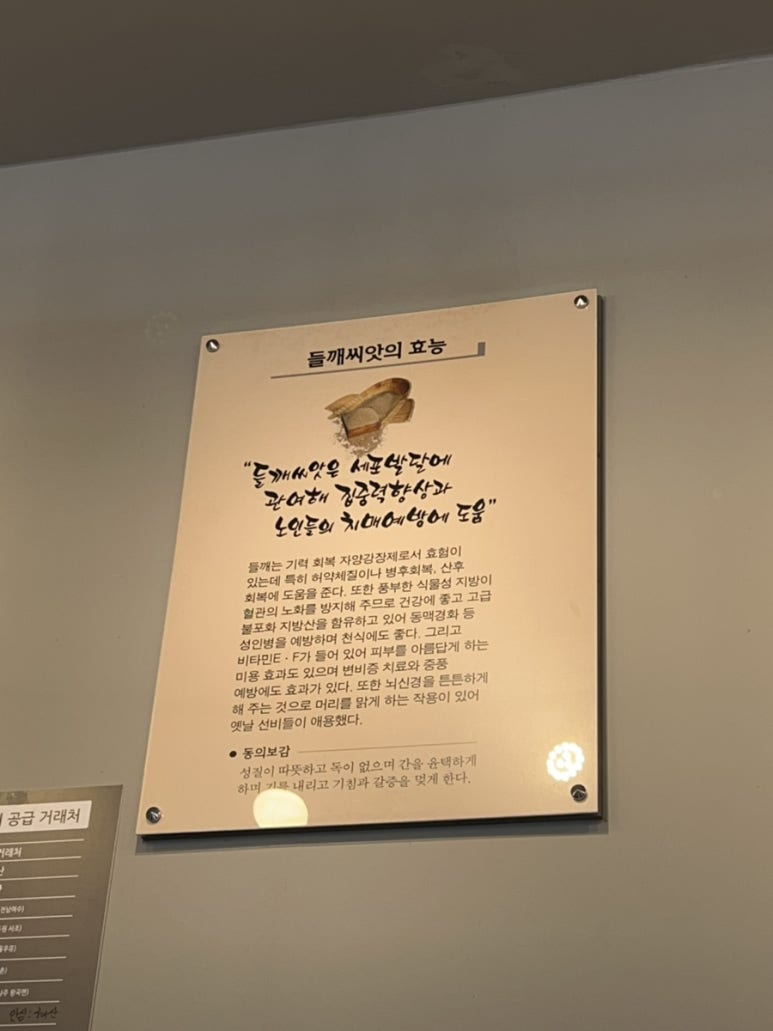 들깨씨앗의 효능
"들깨씨앗은 세포발달에
관여해 집중력향상과
노인들의 치매예방에 도움"
들깨는 기력 회복 자양강장제로서 효험이
있는데 특히 허약체질이나 병후회복, 산후
회복에 도움을 준다. 또한 풍부한 식물성 지방이
혈관의 노화를 방지해 주므로 건강에 좋고 고급
불포화 지방산을 함유하고 있어 동맥경화 등
성인병을 예방하며 천식에도 좋다. 그리고
비타민E · F가 들어 있어 피부를 아름답게 하는
미용 효과도 있으며 변비증 치료와 중풍
예방에도 효과가 있다. 또한 뇌신경을 튼튼하게
해 주는 것으로 머리를 맑게 하는 작용이 있어
옛날 선비들이 애용했다.
● 동의보감
성질이 따뜻하고 독이 없으며 간을 윤택하게
하며 기를 내리고 기침과 갈증을 멎게 한다.
공급 거래처
거래처